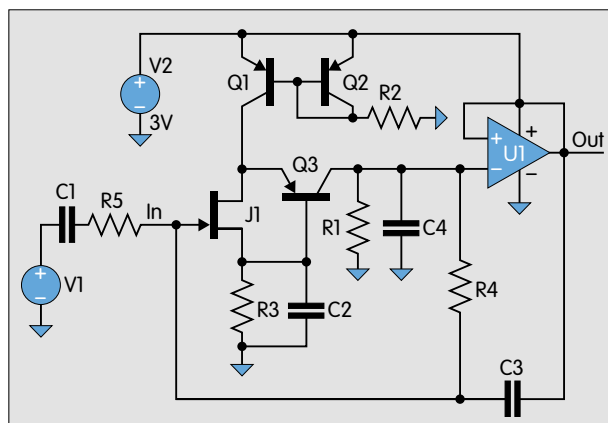 V2
+
−
3V
Q1
Q2
R2
Q3
+
+
U1
−
−
Out
C1
R5
In
J1
R1
C4
V1
+
−
R3
C2
R4
C3